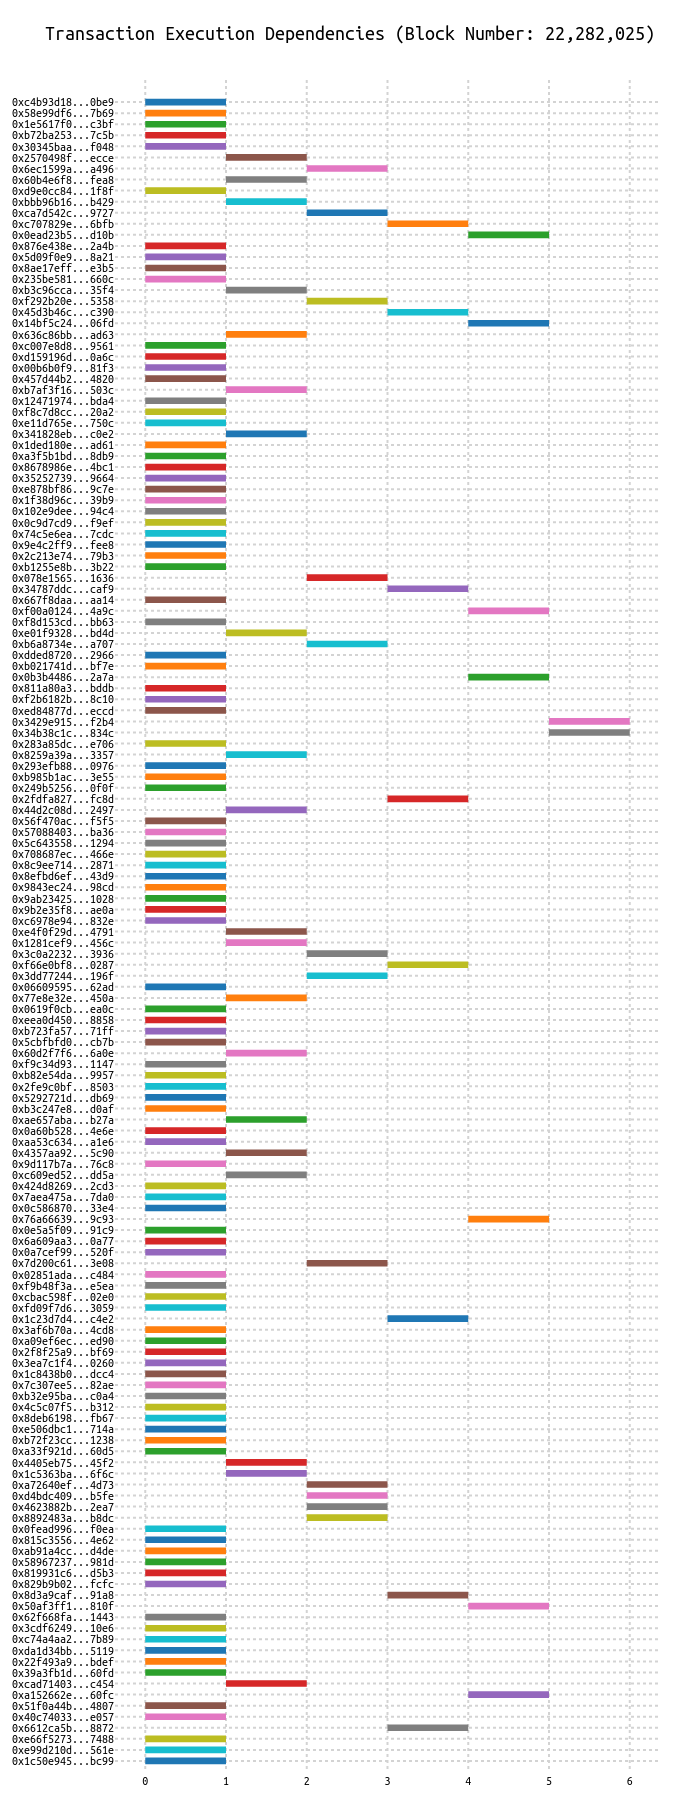 Transaction Execution Dependencies (Block Number: 22,282,025)
0xc4b93d18...0be9
0x58e99df6...7b69
0x1e5617f0...c3bf
0xb72ba253...7c5b
0x30345baa...f048
0x2570498f...ecce
0x6ec1599a...a496
0x60b4e6f8...fea8
0xd9e0cc84...1f8f
0xbbb96b16...b429
0xca7d542c...9727
0xc707829e...6bfb
0x0ead23b5...d10b
0x876e438e...2a4b
0x5d09f0e9...8a21
0x8ae17eff...e3b5
0x235be581...660c
0xb3c96cca...35f4
0xf292b20e...5358
0x45d3b46c...c390
0x14bf5c24...06fd
0x636c86bb...ad63
0xc007e8d8...9561
0xd159196d...0a6c
0x00b6b0f9...81f3
0x457d44b2...4820
0xb7af3f16...503c
0x12471974...bda4
0xf8c7d8cc...20a2
0xe11d765e...750c
0x341828eb...c0e2
0x1ded180e...ad61
0xa3f5b1bd...8db9
0x8678986e...4bc1
0x35252739...9664
0xe878bf86...9c7e
0x1f38d96c...39b9
0x102e9dee...94c4
0x0c9d7cd9...f9ef
0x74c5e6ea...7cdc
0x9e4c2ff9...fee8
0x2c213e74...79b3
0xb1255e8b...3b22
0x078e1565...1636
0x34787ddc...caf9
0x667f8daa...aa14
0xf00a0124...4a9c
0xf8d153cd...bb63
0xe01f9328...bd4d
0xb6a8734e...a707
0xdded8720...2966
0xb021741d...bf7e
0x0b3b4486...2a7a
0x811a80a3...bddb
0xf2b6182b...8c10
0xed84877d...eccd
0x3429e915...f2b4
0x34b38c1c...834c
0x283a85dc...e706
0x8259a39a...3357
0x293efb88...0976
0xb985b1ac...3e55
0x249b5256...0f0f
0x2fdfa827...fc8d
0x44d2c08d...2497
0x56f470ac...f5f5
0x57088403...ba36
0x5c643558...1294
0x708687ec...466e
0x8c9ee714...2871
0x8efbd6ef...43d9
0x9843ec24...98cd
0x9ab23425...1028
0x9b2e35f8...ae0a
0xc6978e94...832e
0xe4f0f29d...4791
0x1281cef9...456c
0x3c0a2232...3936
0xf66e0bf8...0287
0x3dd77244...196f
0x06609595...62ad
0x77e8e32e...450a
0x0619f0cb...ea0c
0xeea0d450...8858
0xb723fa57...71ff
0x5cbfbfd0...cb7b
0x60d2f7f6...6a0e
0xf9c34d93...1147
0xb82e54da...9957
0x2fe9c0bf...8503
0x5292721d...db69
0xb3c247e8...d0af
0xae657aba...b27a
0x0a60b528...4e6e
0xaa53c634...a1e6
0x4357aa92...5c90
0x9d117b7a...76c8
0xc609ed52...dd5a
0x424d8269...2cd3
0x7aea475a...7da0
0x0c586870...33e4
0x76a66639...9c93
0x0e5a5f09...91c9
0x6a609aa3...0a77
0x0a7cef99...520f
0x7d200c61...3e08
0x02851ada...c484
0xf9b48f3a...e5ea
0xcbac598f...02e0
0xfd09f7d6...3059
0x1c23d7d4...c4e2
0x3af6b70a...4cd8
0xa09ef6ec...ed90
0x2f8f25a9...bf69
0x3ea7c1f4...0260
0x1c8438b0...dcc4
0x7c307ee5...82ae
0xb32e95ba...c0a4
0x4c5c07f5...b312
0x8deb6198...fb67
0xe506dbc1...714a
0xb72f23cc...1238
0xa33f921d...60d5
0x4405eb75...45f2
0x1c5363ba...6f6c
0xa72640ef...4d73
0xd4bdc409...b5fe
0x4623882b...2ea7
0x8892483a...b8dc
0x0fead996...f0ea
0x815c3556...4e62
0xab91a4cc...d4de
0x58967237...981d
0x819931c6...d5b3
0x829b9b02...fcfc
0x8d3a9caf...91a8
0x50af3ff1...810f
0x62f668fa...1443
0x3cdf6249...10e6
0xc74a4aa2...7b89
0xda1d34bb...5119
0x22f493a9...bdef
0x39a3fb1d...60fd
0xcad71403...c454
0xa152662e...60fc
0x51f0a44b...4807
0x40c74033...e057
0x6612ca5b...8872
0xe66f5273...7488
0xe99d210d...561e
0x1c50e945...bc99
0 1 2 3 4 5 6